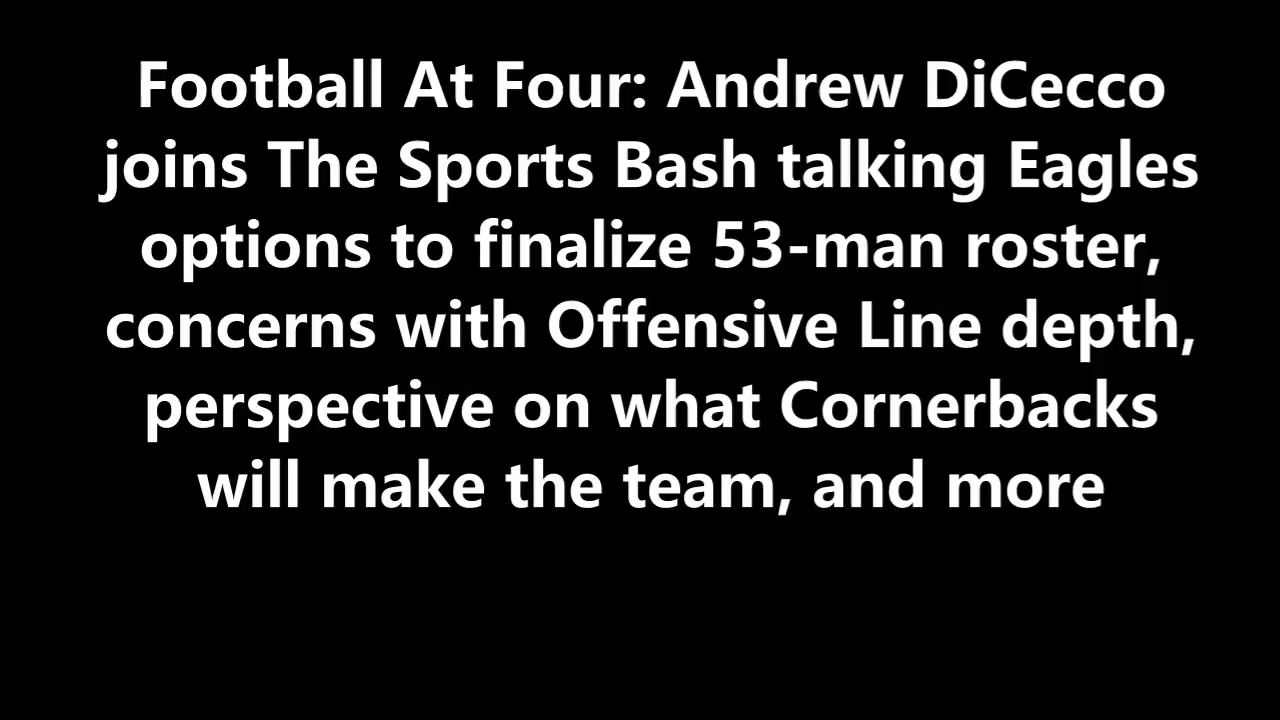 Football At Four: Andrew DiCecco
joins The Sports Bash talking Eagles
options to finalize 53-man roster,
concerns with Offensive Line depth,
perspective on what Cornerbacks
will make the team, and more